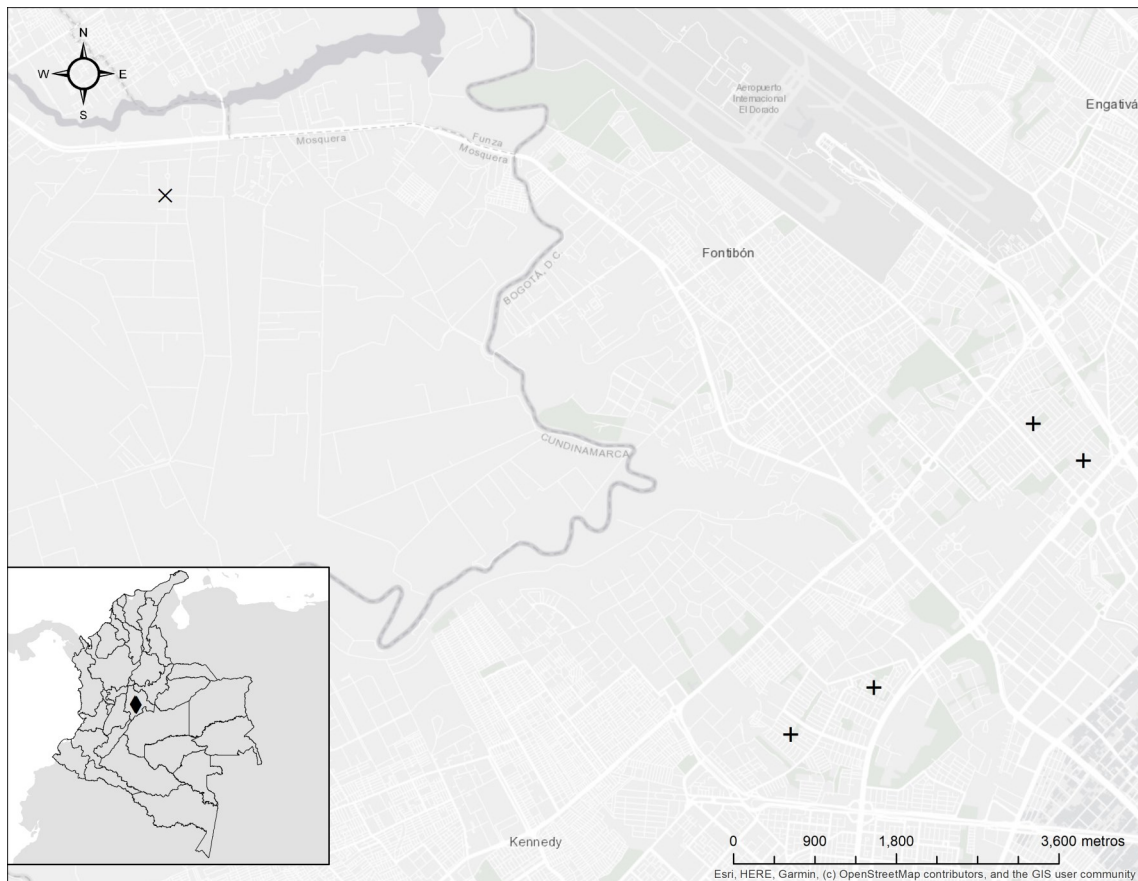 N
W E
S
Aeropuerto
Internacional
El Dorado
Engativá
Mosquera
Funza
Mosquera
Fontibón
BOGOTÁ, D.C.
CUNDINAMARCA
Kennedy
0 900 1,800 3,600 metros
Esri, HERE, Garmin, (c) OpenStreetMap contributors, and the GIS user community